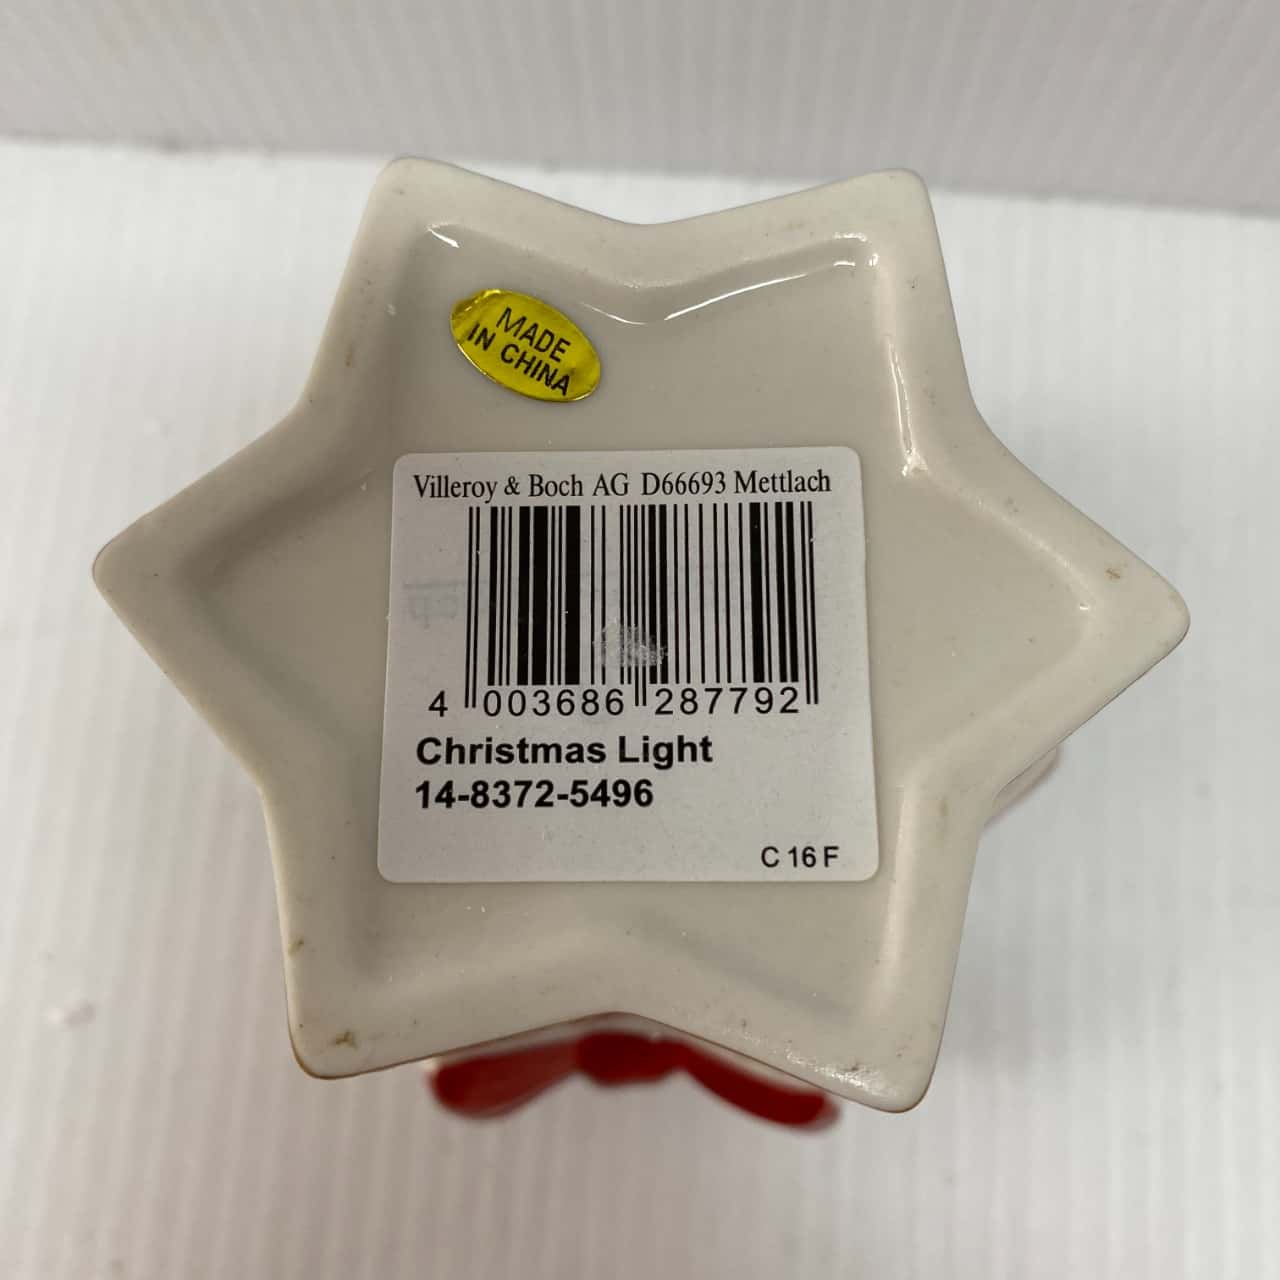 MADE
IN CHINA
Villeroy & Boch AG D66693 Mettlach
4 003686 287792
Christmas Light
14-8372-5496
C 16 F